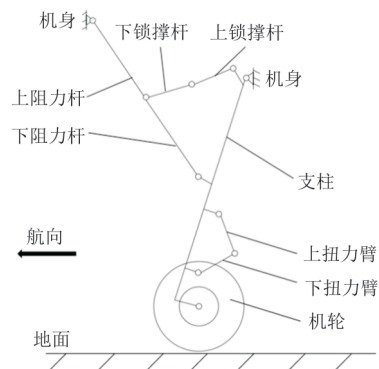 机身
下锁撑杆
上锁撑杆
机身
上阻力杆
下阻力杆
支柱
航向
上扭力臂
下扭力臂
机轮
地面